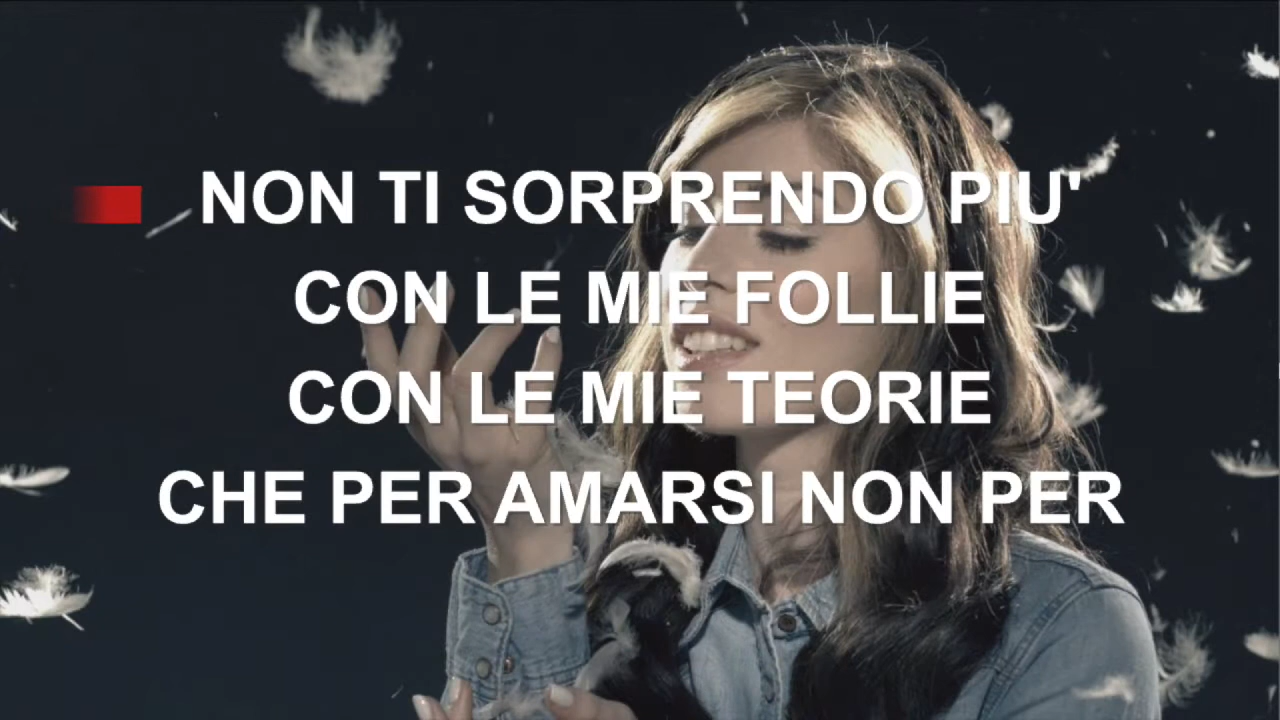 NON TI SORPRENDO PIU'
CON LE MIE FOLLIE
CON LE MIE TEORIE
CHE PER AMARSI NON PER